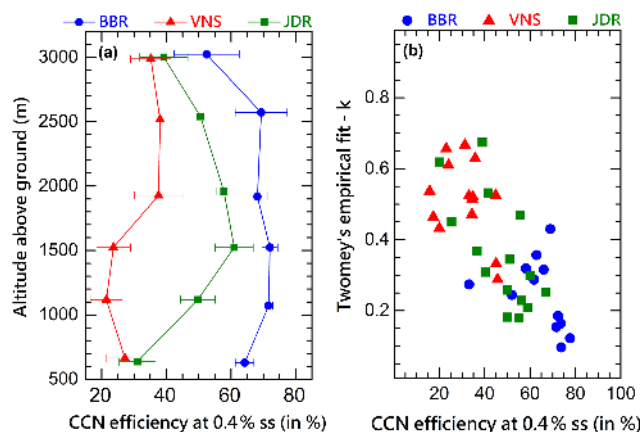 BBR VNS JDR
(a)
3000
2500
2000
1500
1000
500
Altitude above ground (m)
20 40 60 80
CCN efficiency at 0.4% ss (in %)
BBR VNS JDR
(b)
0.8
0.6
0.4
0.2
Twomey's empirical fit - k
0 20 40 60 80 100
CCN efficiency at 0.4% ss (in %)